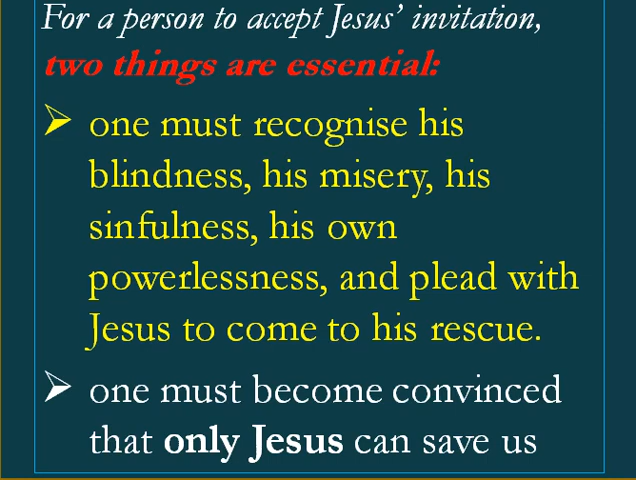 For a person to accept Jesus’ invitation,
two things are essential:
➢ one must recognise his
blindness, his misery, his
sinfulness, his own
powerlessness, and plead with
Jesus to come to his rescue.
➢ one must become convinced
that only Jesus can save us